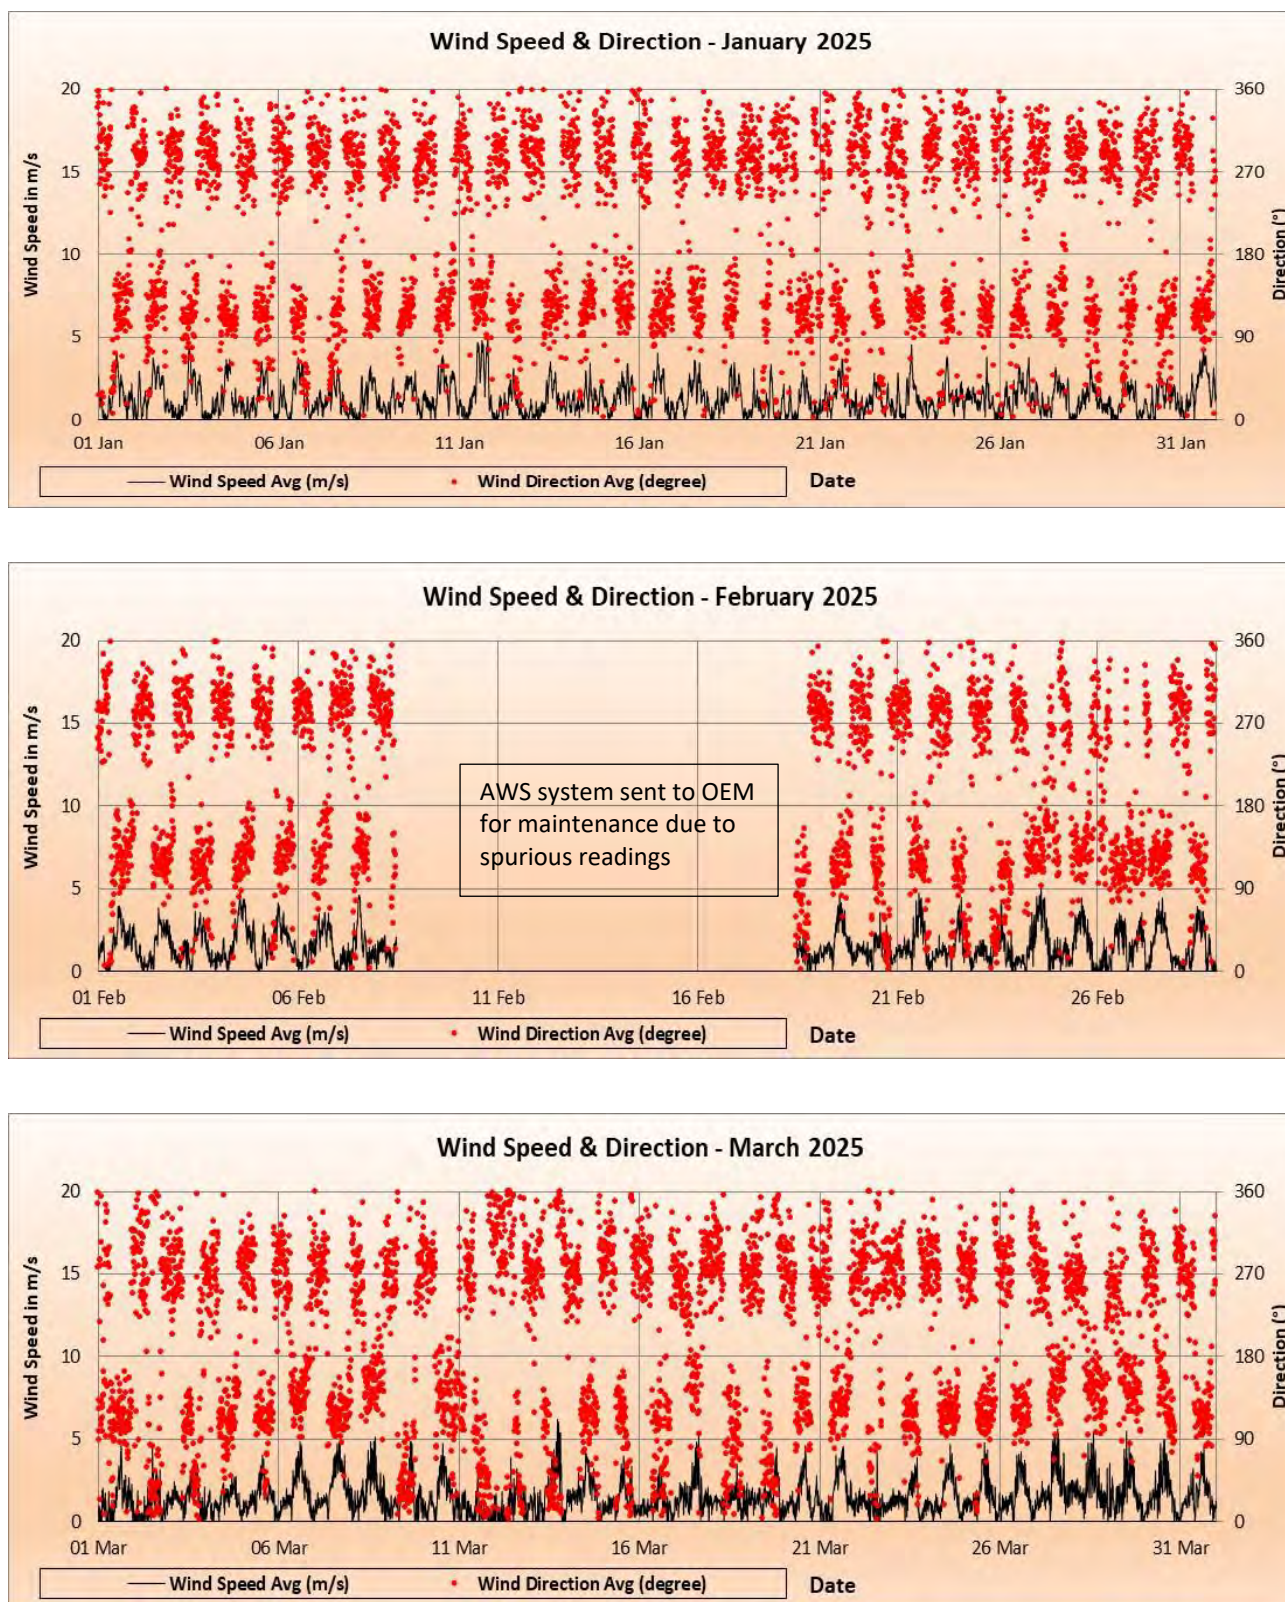 Wind Speed & Direction - January 2025
Wind Speed in m/s
20
15
10
5
0
360
270
180
90
0
Direction (°)
01 Jan 06 Jan 11 Jan 16 Jan 21 Jan 26 Jan 31 Jan
Wind Speed Avg (m/s) Wind Direction Avg (degree) Date
Wind Speed & Direction - February 2025
Wind Speed in m/s
20
15
10
5
0
AWS system sent to OEM
for maintenance due to
spurious readings
360
270
180
90
0
Direction (°)
01 Feb 06 Feb 11 Feb 16 Feb 21 Feb 26 Feb
Wind Speed Avg (m/s) Wind Direction Avg (degree) Date
Wind Speed & Direction - March 2025
Wind Speed in m/s
20
15
10
5
0
360
270
180
90
0
Direction (°)
01 Mar 06 Mar 11 Mar 16 Mar 21 Mar 26 Mar 31 Mar
Wind Speed Avg (m/s) Wind Direction Avg (degree) Date